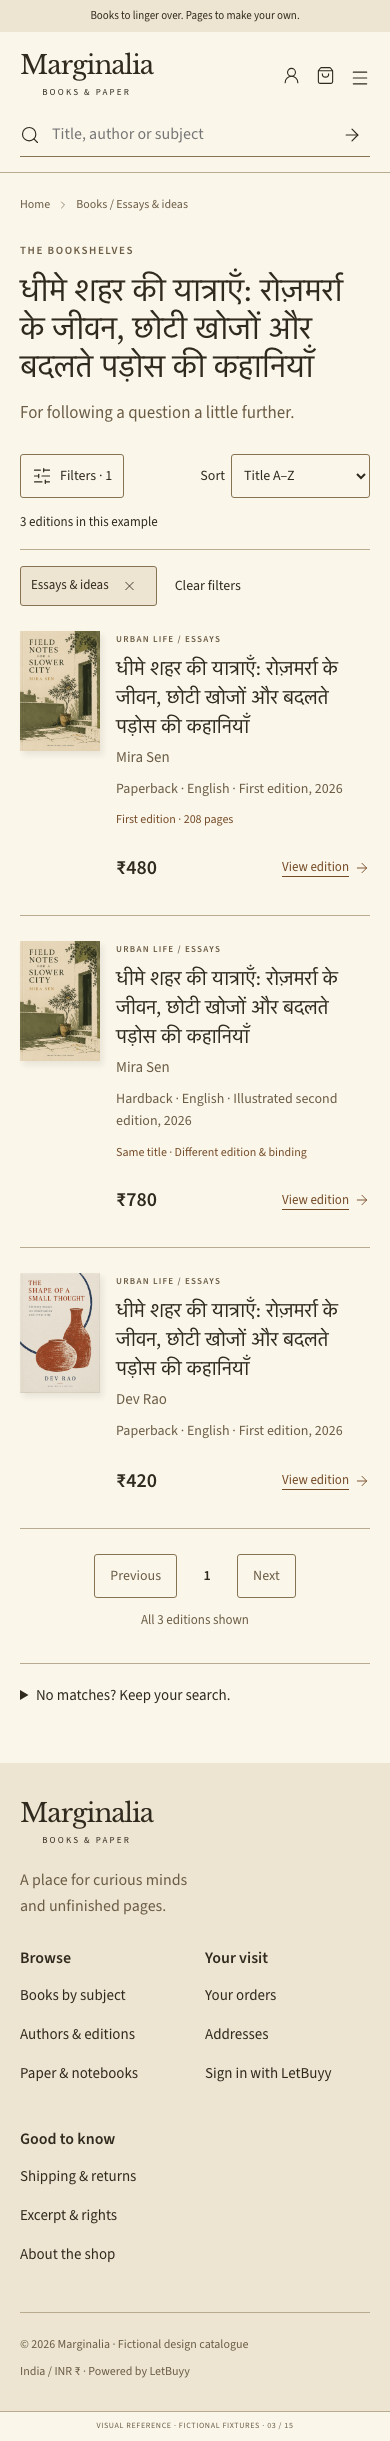 Books to linger over. Pages to make your own.
Marginalia
BOOKS & PAPER
Title, author or subject
Home > Books / Essays & ideas
THE BOOKSHELVES
धीमे शहर की यात्राएँ: रोज़मर्रा
के जीवन, छोटी खोजों और
बदलते पड़ोस की कहानियाँ
For following a question a little further.
Filters · 1
Sort Title A–Z
3 editions in this example
Essays & ideas ×
Clear filters
FIELD
NOTES
FOR A
SLOWER
CITY
MIRA SEN
URBAN LIFE / ESSAYS
धीमे शहर की यात्राएँ: रोज़मर्रा के
जीवन, छोटी खोजों और बदलते
पड़ोस की कहानियाँ
Mira Sen
Paperback · English · First edition, 2026
First edition · 208 pages
₹480
View edition →
FIELD
NOTES
FOR A
SLOWER
CITY
MIRA SEN
URBAN LIFE / ESSAYS
धीमे शहर की यात्राएँ: रोज़मर्रा के
जीवन, छोटी खोजों और बदलते
पड़ोस की कहानियाँ
Mira Sen
Hardback · English · Illustrated second
edition, 2026
Same title · Different edition & binding
₹780
View edition →
THE
SHAPE OF A
SMALL THOUGHT
DEV RAO
URBAN LIFE / ESSAYS
धीमे शहर की यात्राएँ: रोज़मर्रा के
जीवन, छोटी खोजों और बदलते
पड़ोस की कहानियाँ
Dev Rao
Paperback · English · First edition, 2026
₹420
View edition →
Previous 1 Next
All 3 editions shown
No matches? Keep your search.
Marginalia
BOOKS & PAPER
A place for curious minds
and unfinished pages.
Browse
Books by subject
Authors & editions
Paper & notebooks
Your visit
Your orders
Addresses
Sign in with LetBuyy
Good to know
Shipping & returns
Excerpt & rights
About the shop
© 2026 Marginalia · Fictional design catalogue
India / INR ₹ · Powered by LetBuyy
VISUAL REFERENCE · FICTIONAL FIXTURES · 03 / 15